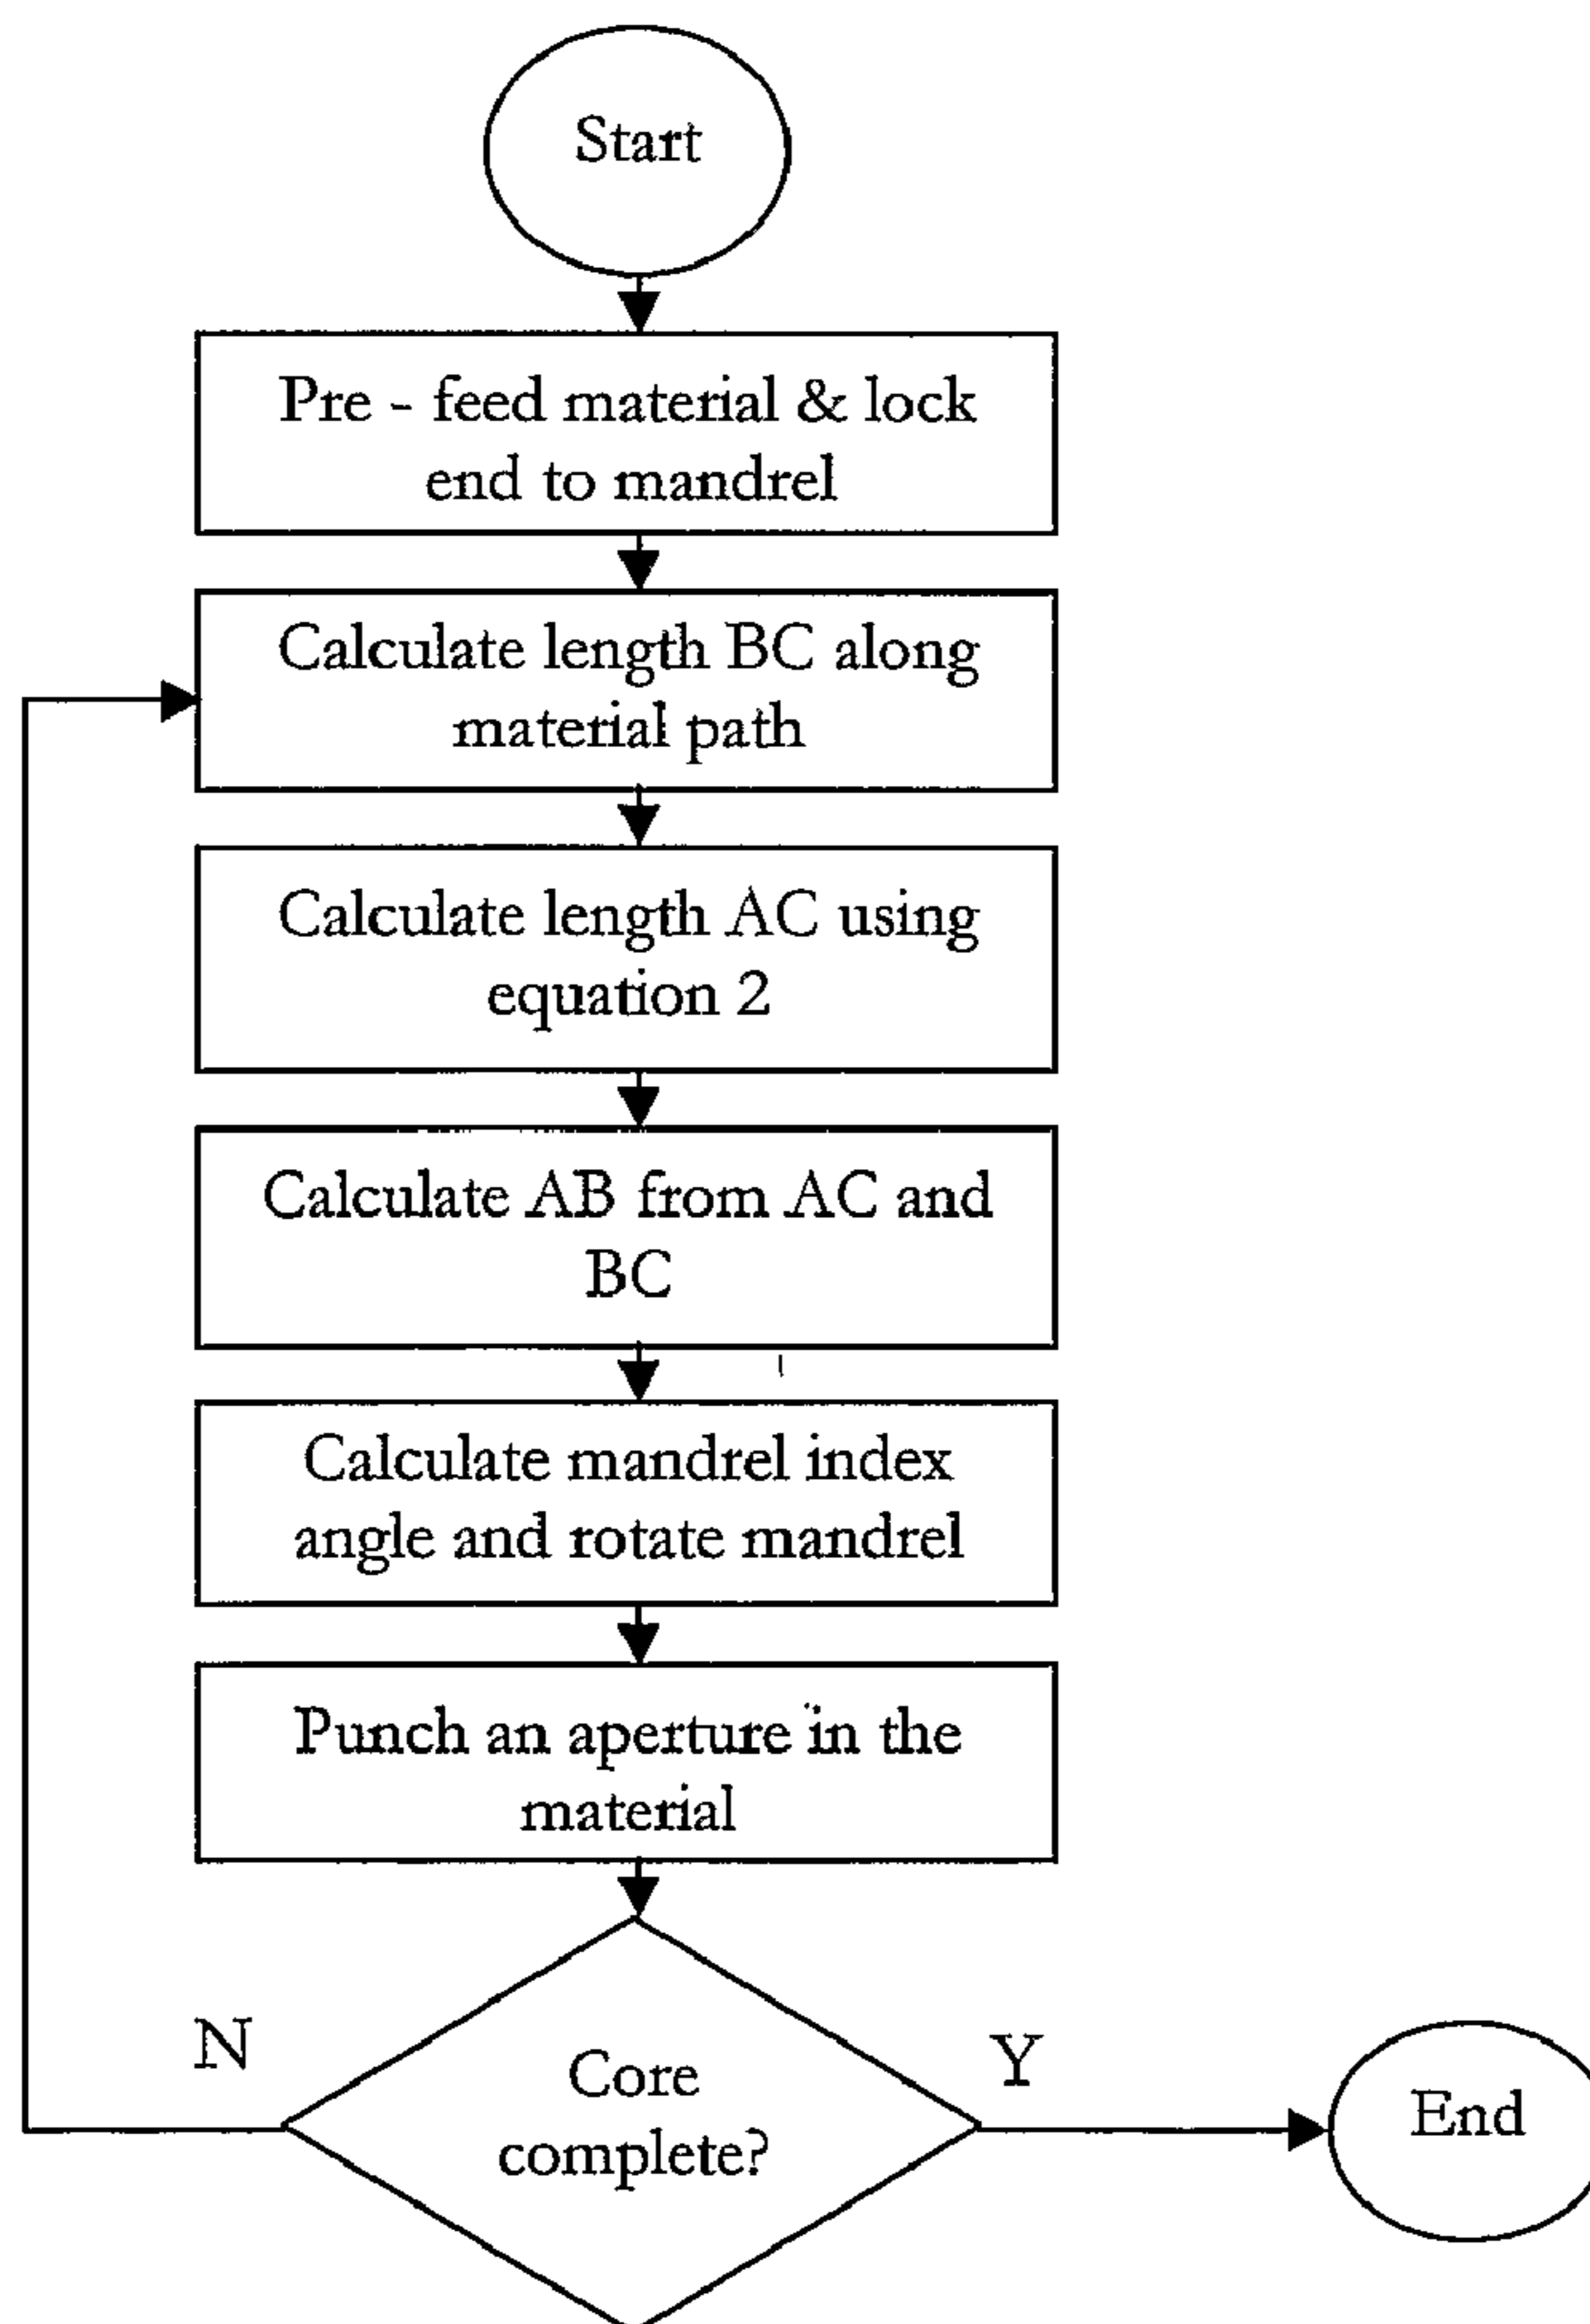 Start
Pre - feed material & lock
end to mandrel
Calculate length BC along
material path
Calculate length AC using
equation 2
Calculate AB from AC and
BC
Calculate mandrel index
angle and rotate mandrel
Punch an aperture in the
material
N
Y
Core
complete?
End